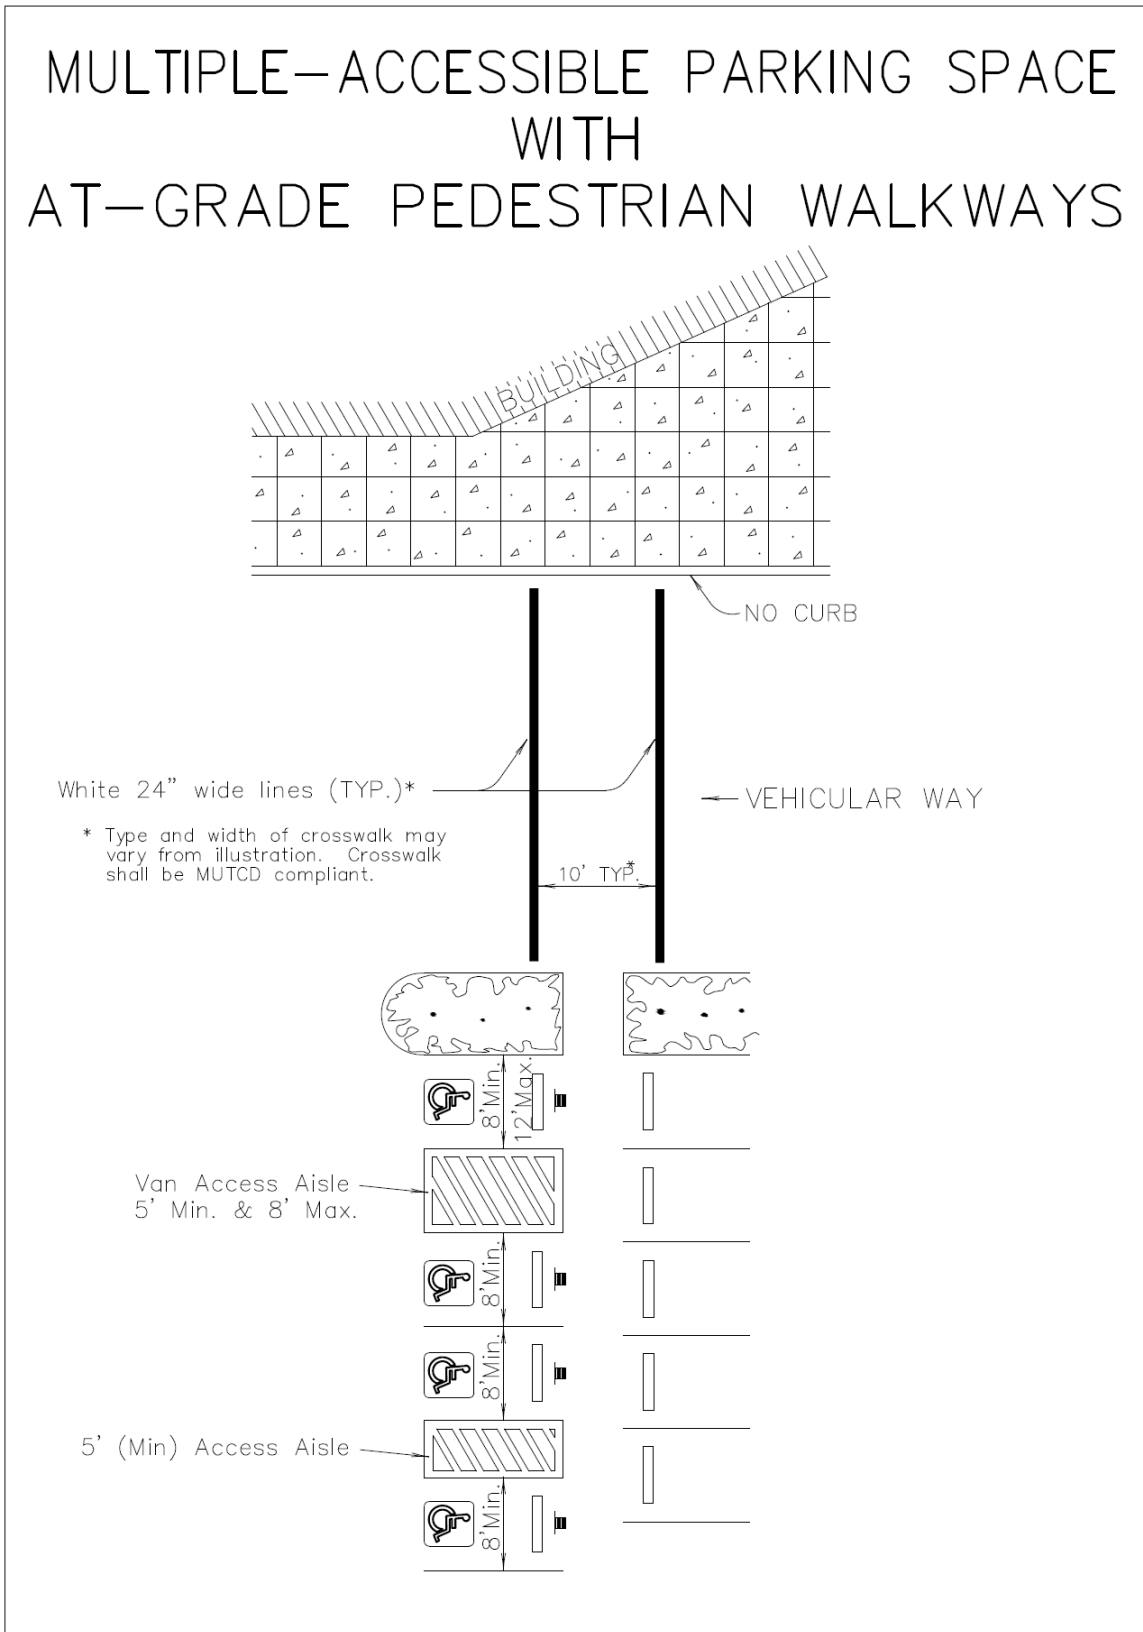 MULTIPLE-ACCESSIBLE PARKING SPACE
WITH
AT-GRADE PEDESTRIAN WALKWAYS
BUILDING
NO CURB
White 24" wide lines (TYP.)*
VEHICULAR WAY
* Type and width of crosswalk may
vary from illustration. Crosswalk
shall be MUTCD compliant.
10' TYP.*
8'Min.
12'Max.
Van Access Aisle
5' Min. & 8' Max.
8'Min.
8'Min.
5' (Min) Access Aisle
8'Min.